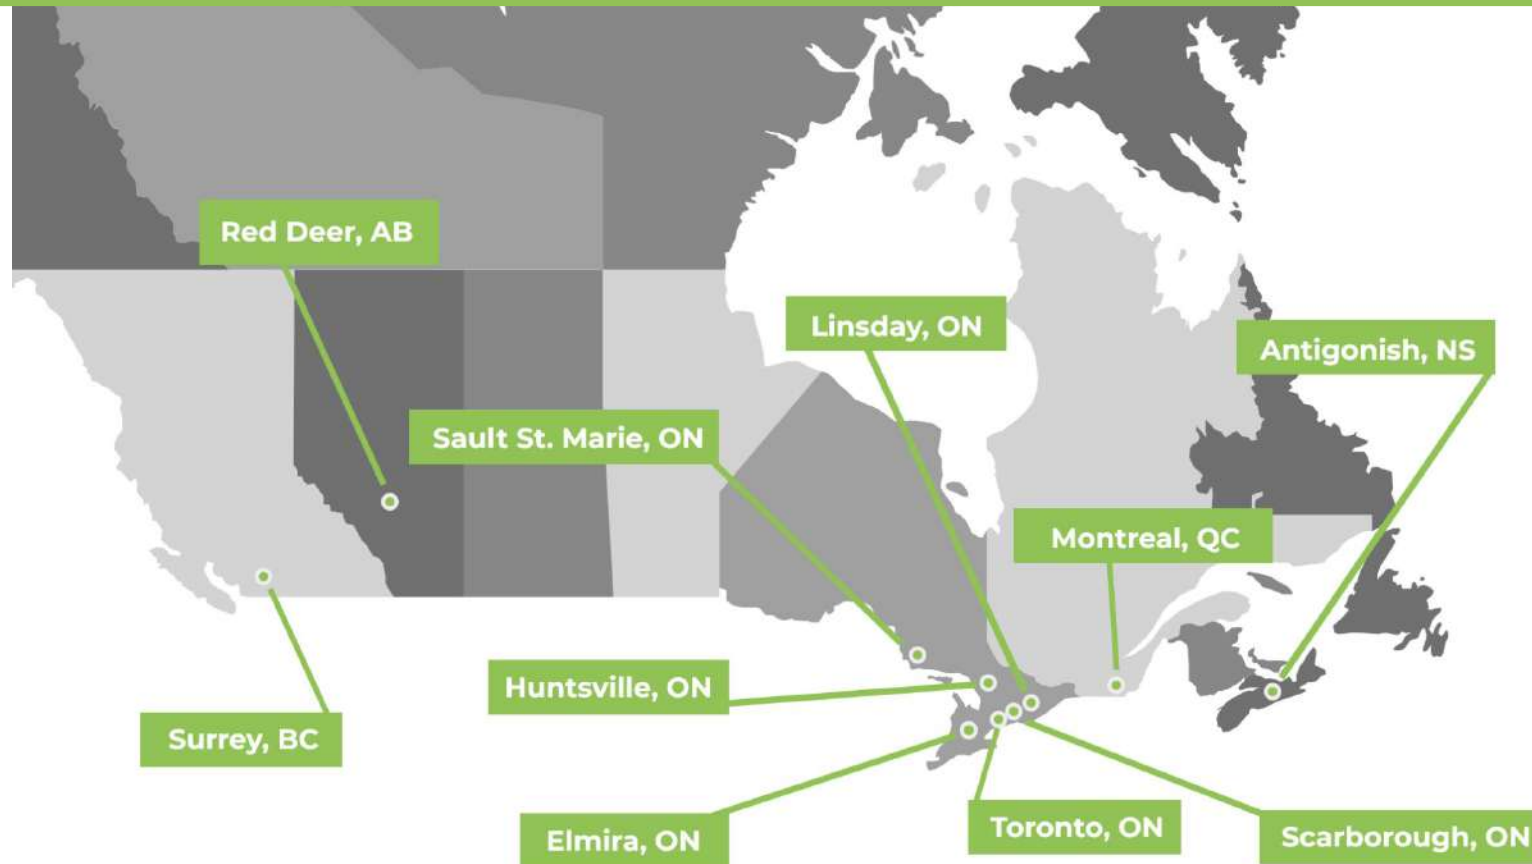 Red Deer, AB
Linsday, ON
Antigonish, NS
Sault St. Marie, ON
Montreal, QC
Huntsville, ON
Surrey, BC
Toronto, ON
Elmira, ON
Scarborough, ON